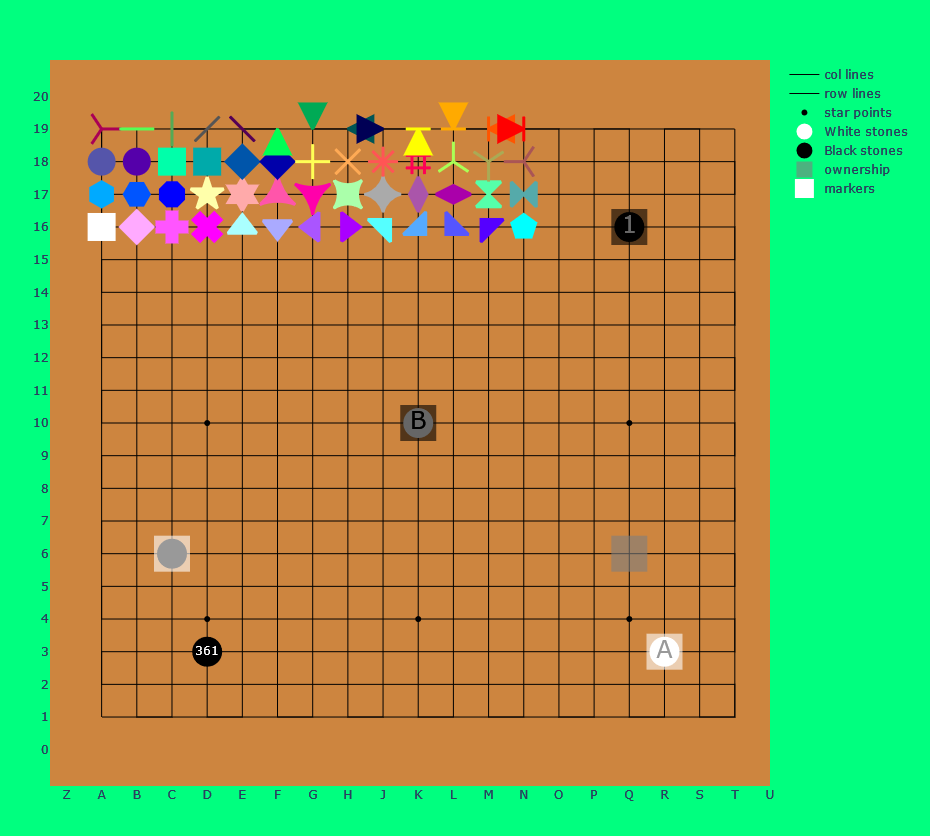 20
19
18
17
16
15
14
13
12
11
10
9
8
7
6
5
4
3
2
1
0
1
B
361
A
Z A B C D E F G H J K L M N O P Q R S T U
col lines
row lines
star points
White stones
Black stones
ownership
markers